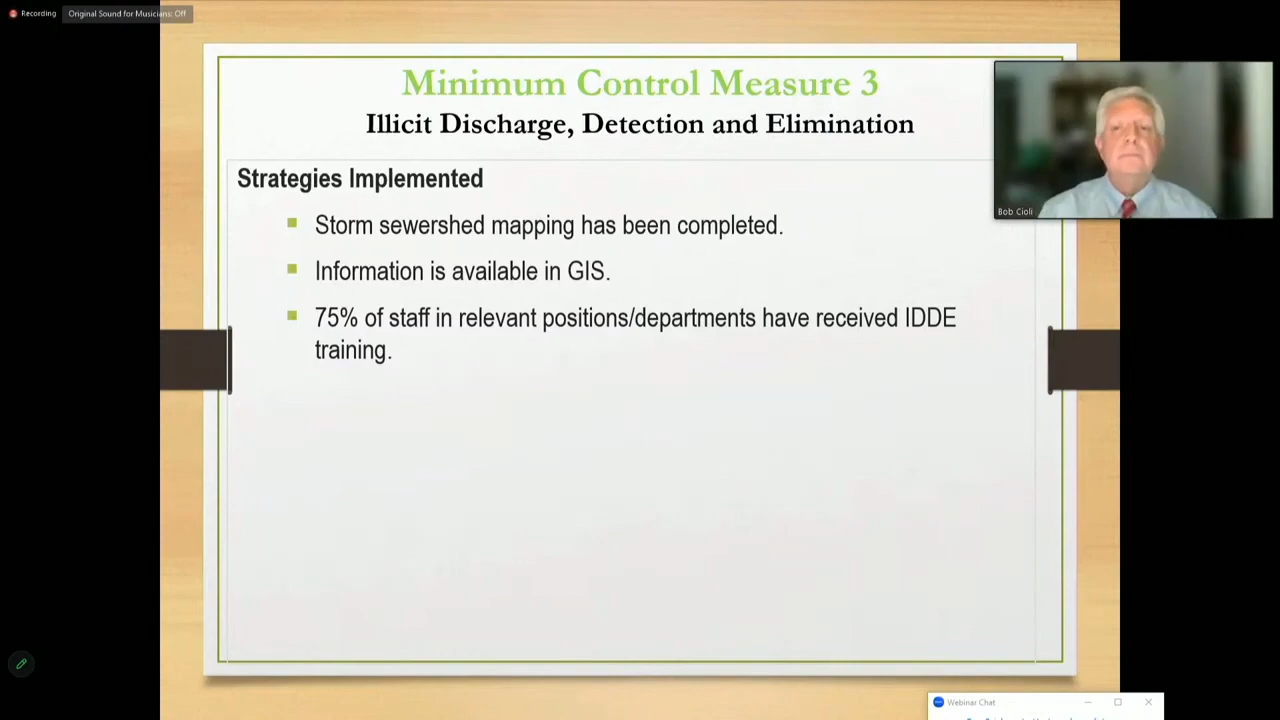 Recording
Original Sound for Musicians: Off
Minimum Control Measure 3
Illicit Discharge, Detection and Elimination
Strategies Implemented
Storm sewershed mapping has been completed.
Information is available in GIS.
75% of staff in relevant positions/departments have received IDDE
training.
Bob Cioli
Webinar Chat